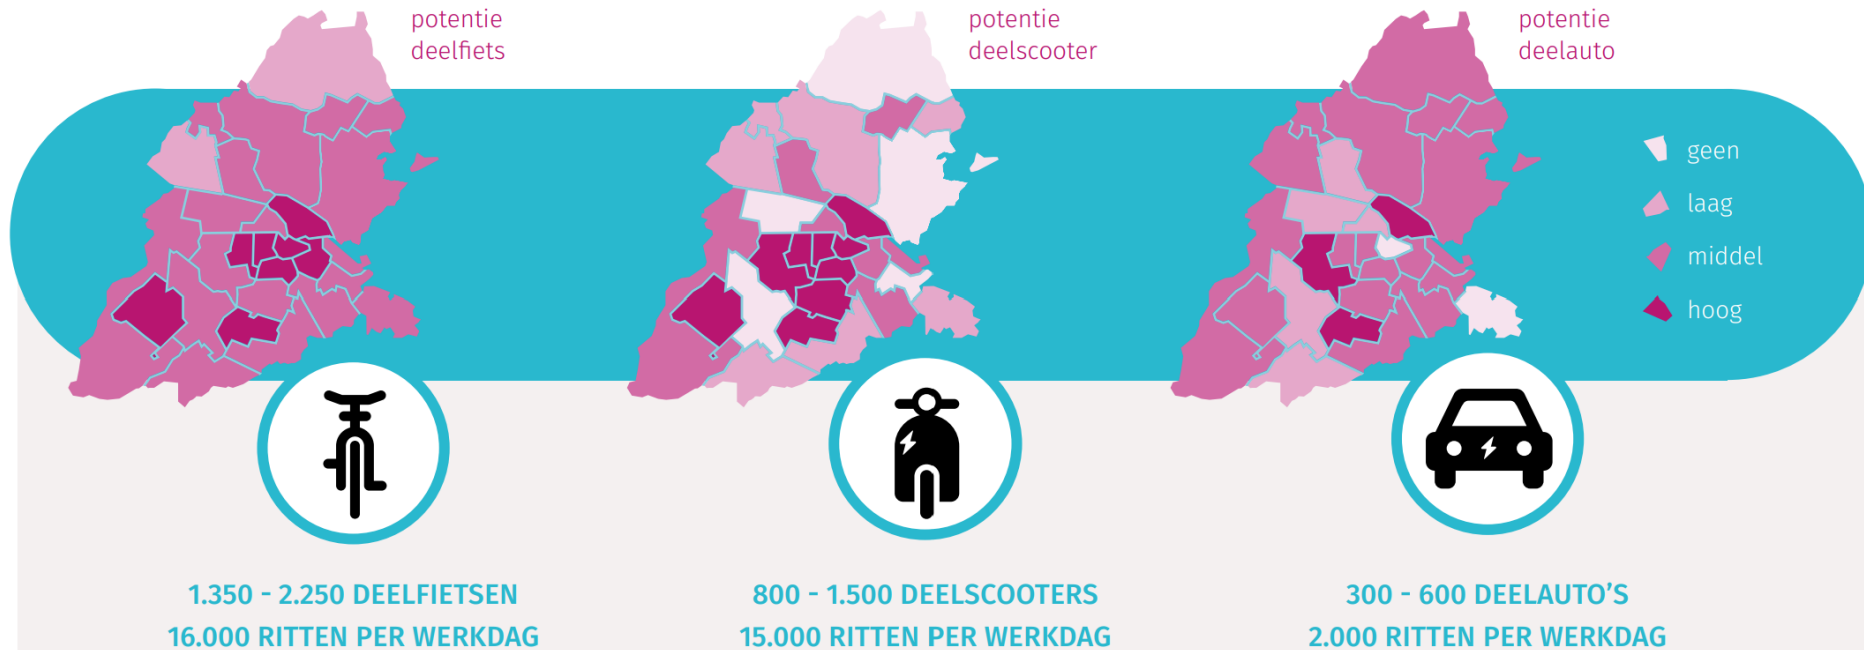 potentie
deelfiets
potentie
deelscooter
potentie
deelauto
geen
laag
middel
hoog
1.350 - 2.250 DEELFIETSEN
16.000 RITTEN PER WERKDAG
800 - 1.500 DEELSCOOTERS
15.000 RITTEN PER WERKDAG
300 - 600 DEELAUTO'S
2.000 RITTEN PER WERKDAG